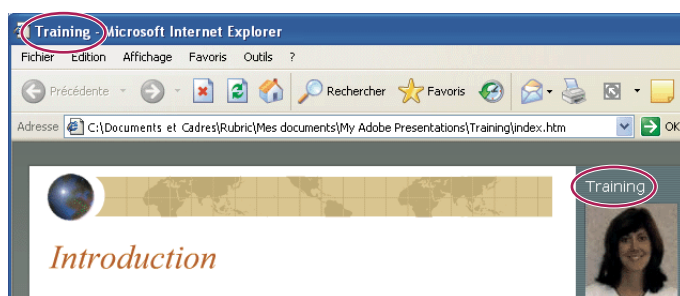 Training - Microsoft Internet Explorer
Fichier Edition Affichage Favoris Outils ?
Précédente Rechercher Favoris
Adresse C:\Documents et Cadres\Rubric\Mes documents\My Adobe Presentations\Training\index.htm OK
Training
Introduction